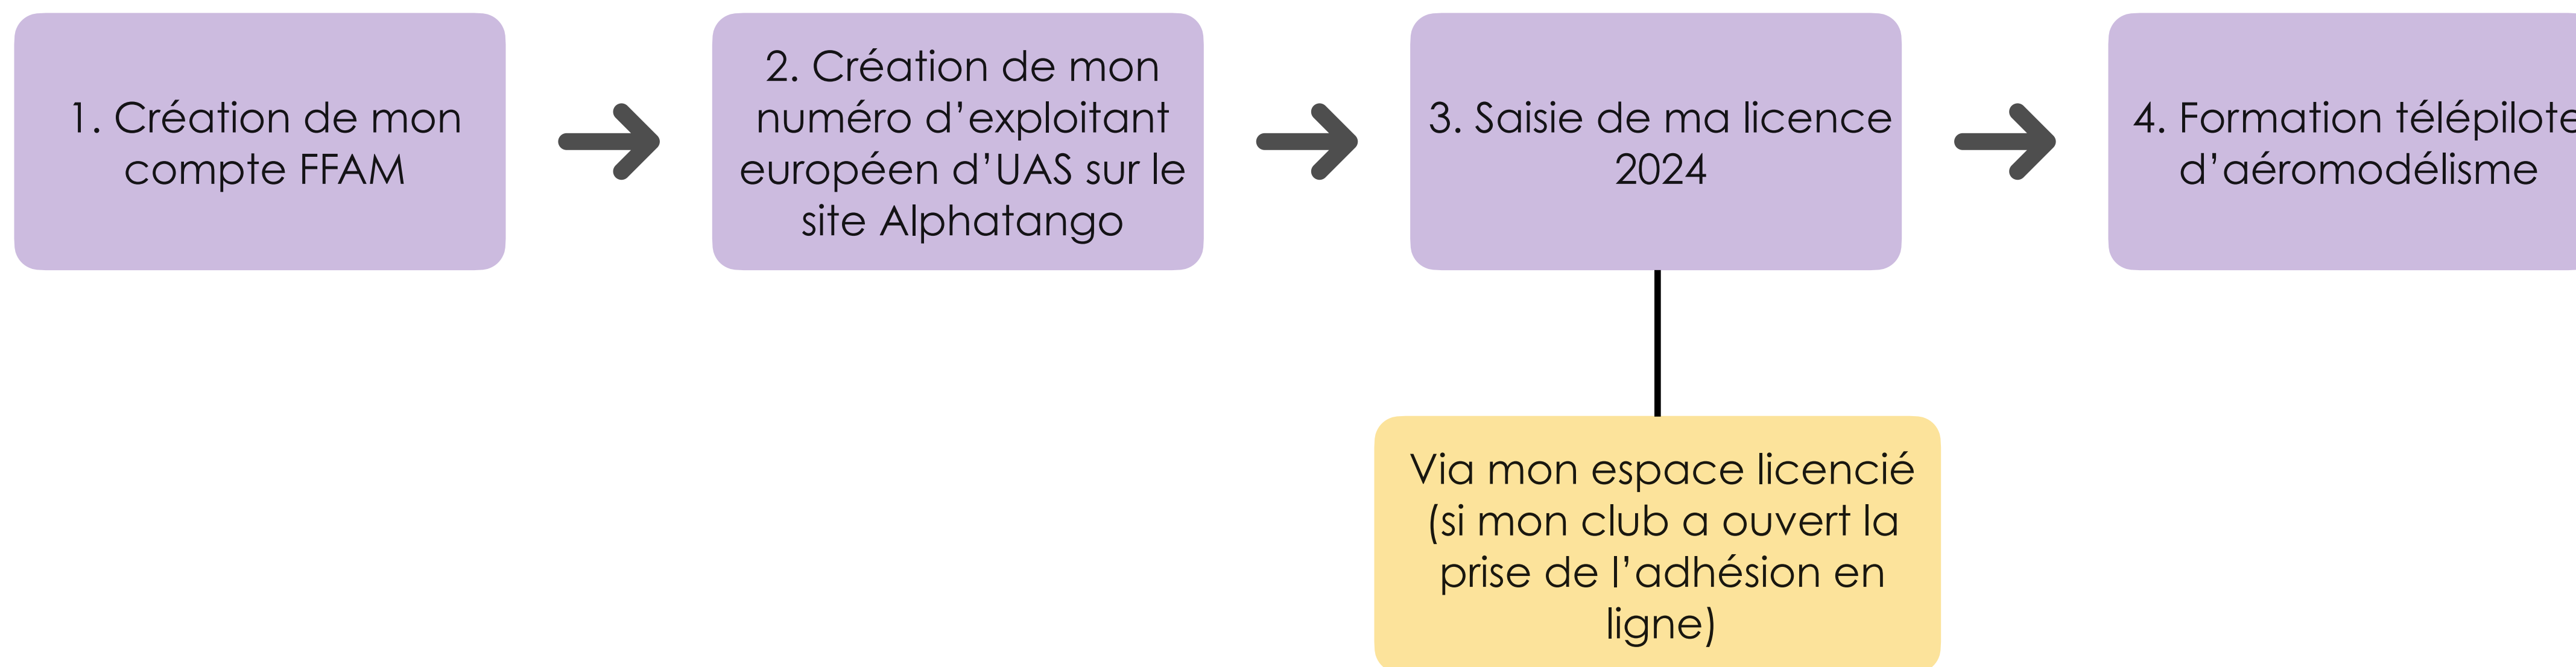 1. Création de mon
compte FFAM
2. Création de mon
numéro d’exploitant
européen d’UAS sur le
site Alphatango
3. Saisie de ma licence
2024
4. Formation télépilote
d’aéromodélisme
Via mon espace licencié
(si mon club a ouvert la
prise de l’adhésion en
ligne)